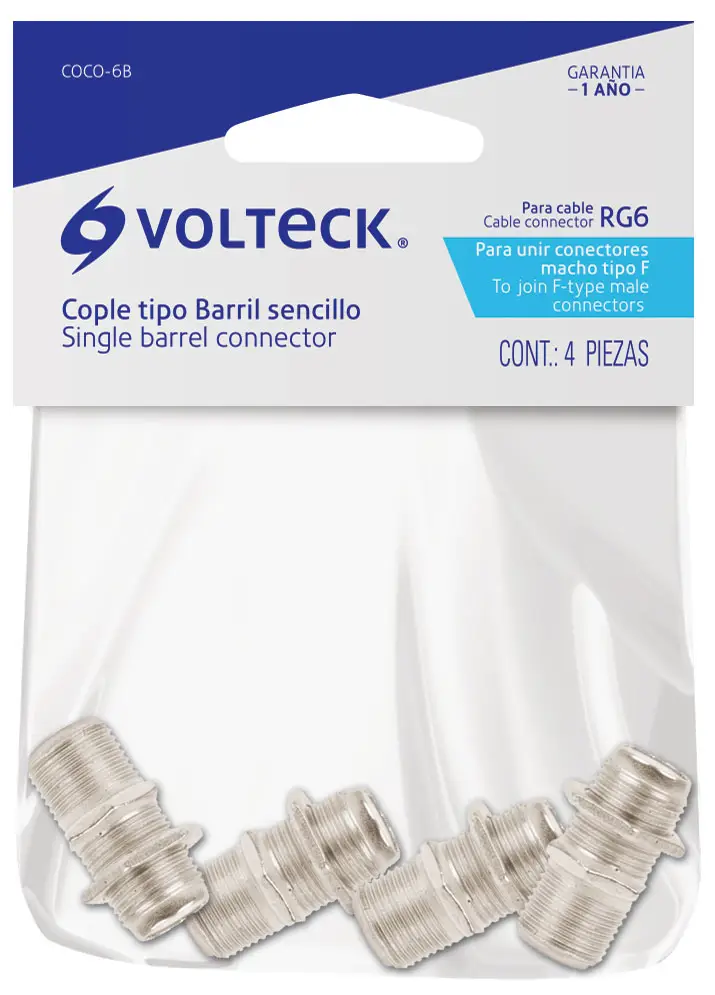 COCO-6B
GARANTIA
– 1 AÑO –
VOLTECK®
Para cable
Cable connector RG6
Para unir conectores
macho tipo F
To join F-type male
connectors
Cople tipo Barril sencillo
Single barrel connector
CONT.: 4 PIEZAS